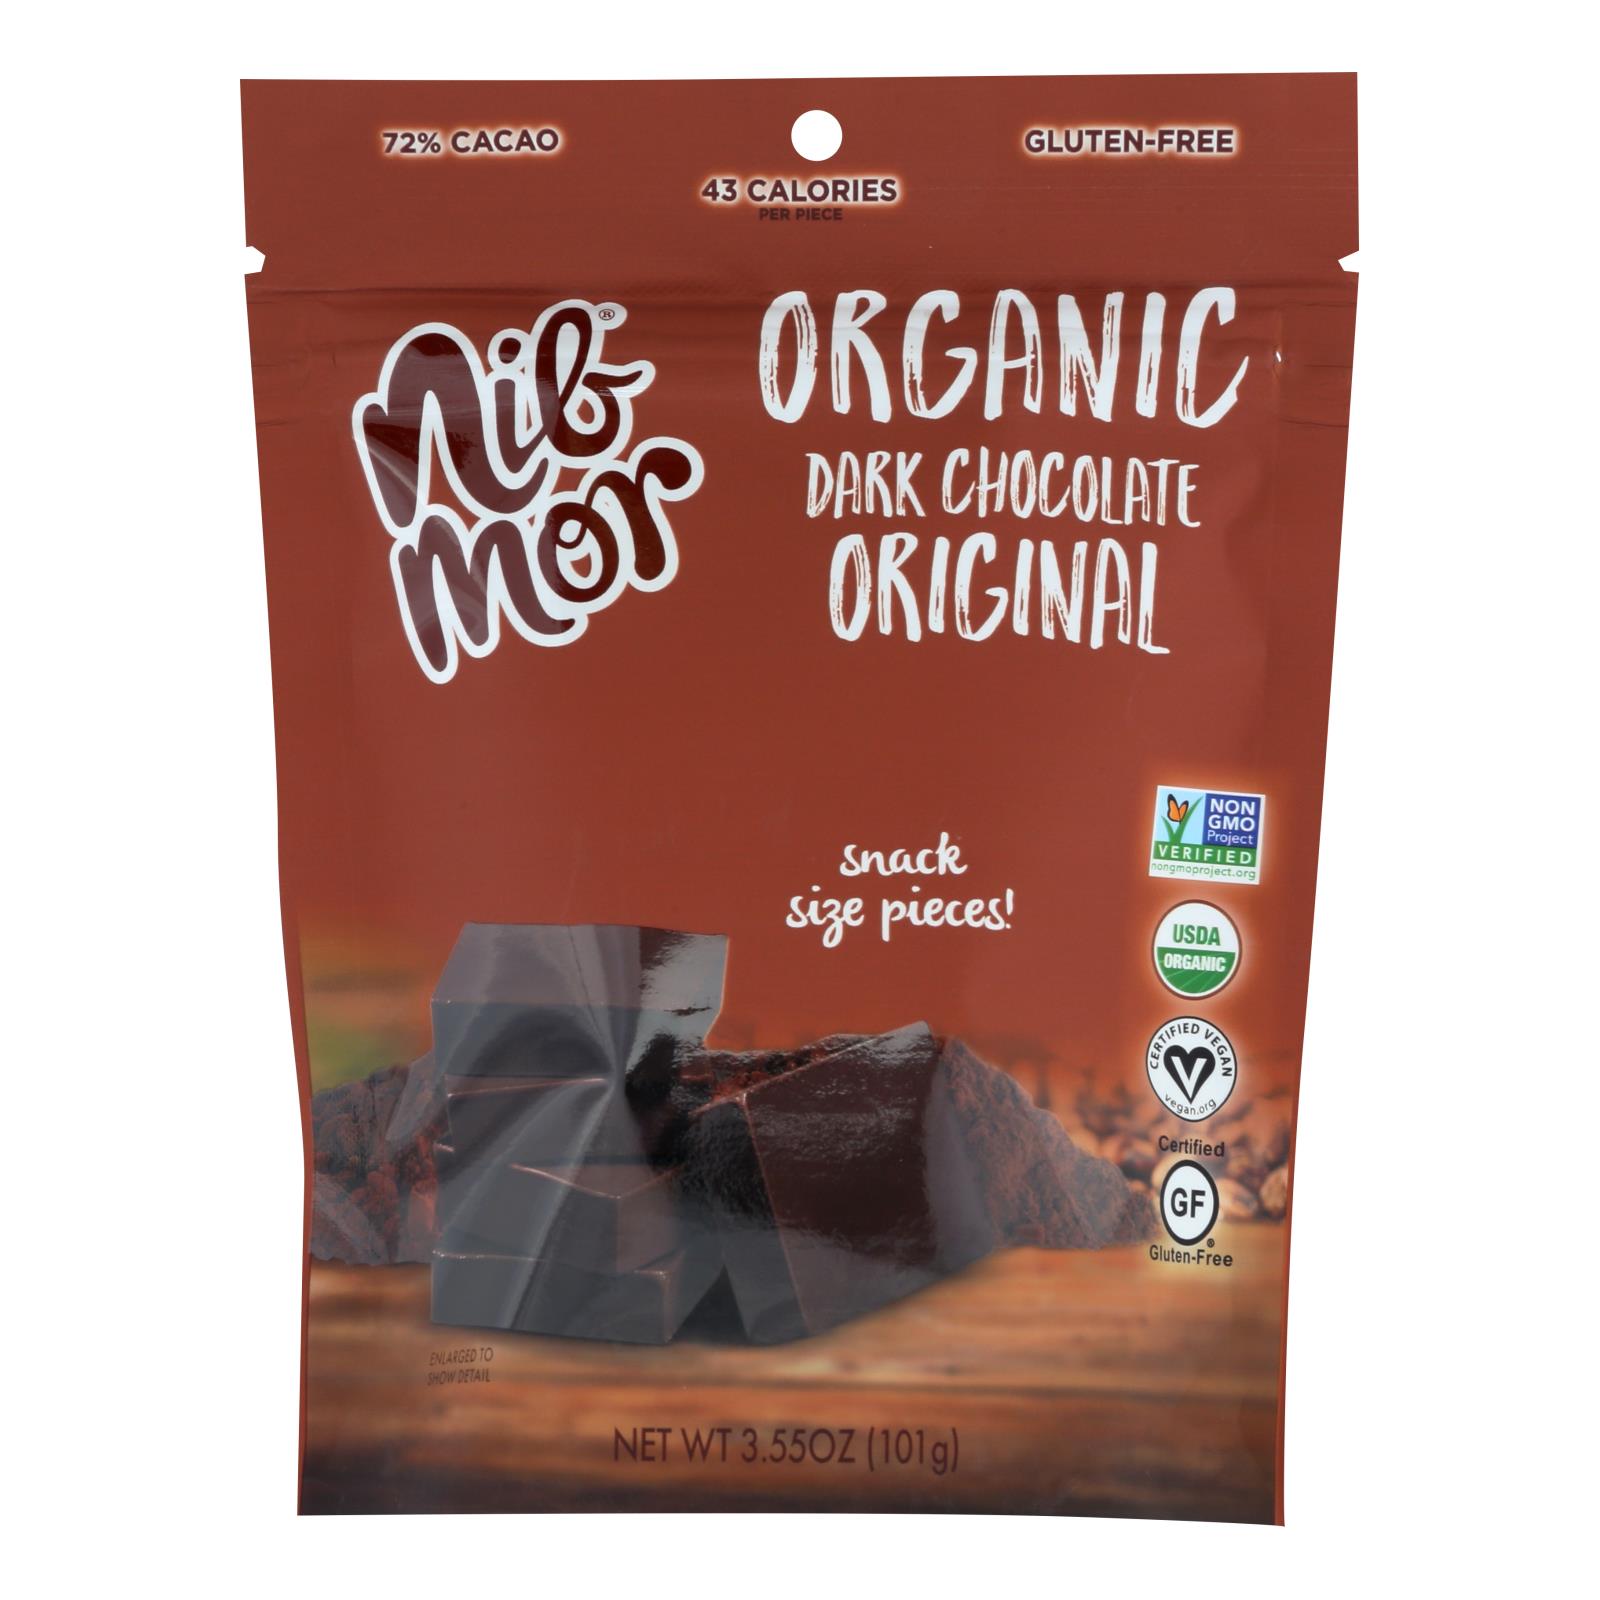 72% CACAO
43 CALORIES
PER PIECE
GLUTEN-FREE
Nib
mor
®
ORGANIC
DARK CHOCOLATE
ORIGINAL
snack
size pieces!
NON
GMO
Project
VERIFIED
nongmoproject.org
USDA
ORGANIC
CERTIFIED VEGAN
V
vegan.org
Certified
GF
®
Gluten-Free
ENLARGED TO
SHOW DETAIL
NET WT 3.55OZ (101g)